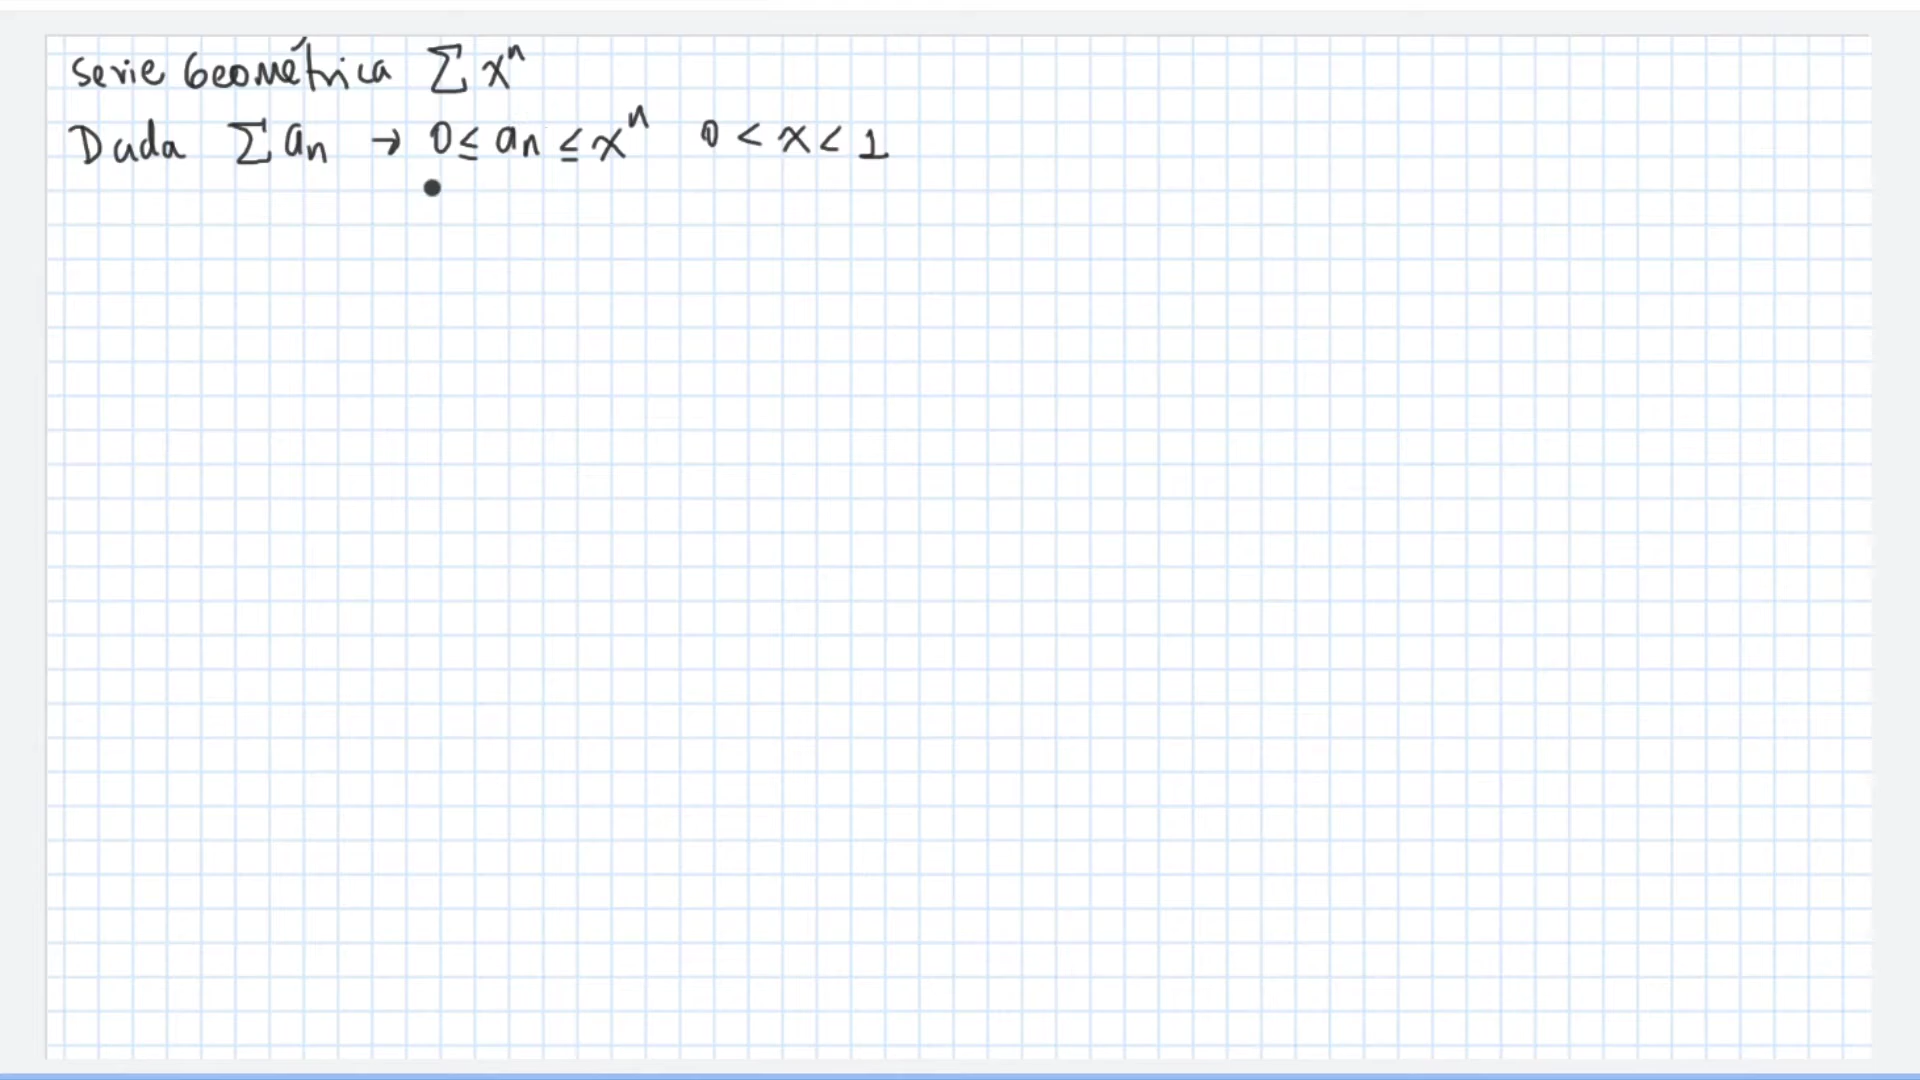 Serie Geométrica ∑ xⁿ
Dada ∑ an → 0 ≤ an ≤ xⁿ 0 < x < 1